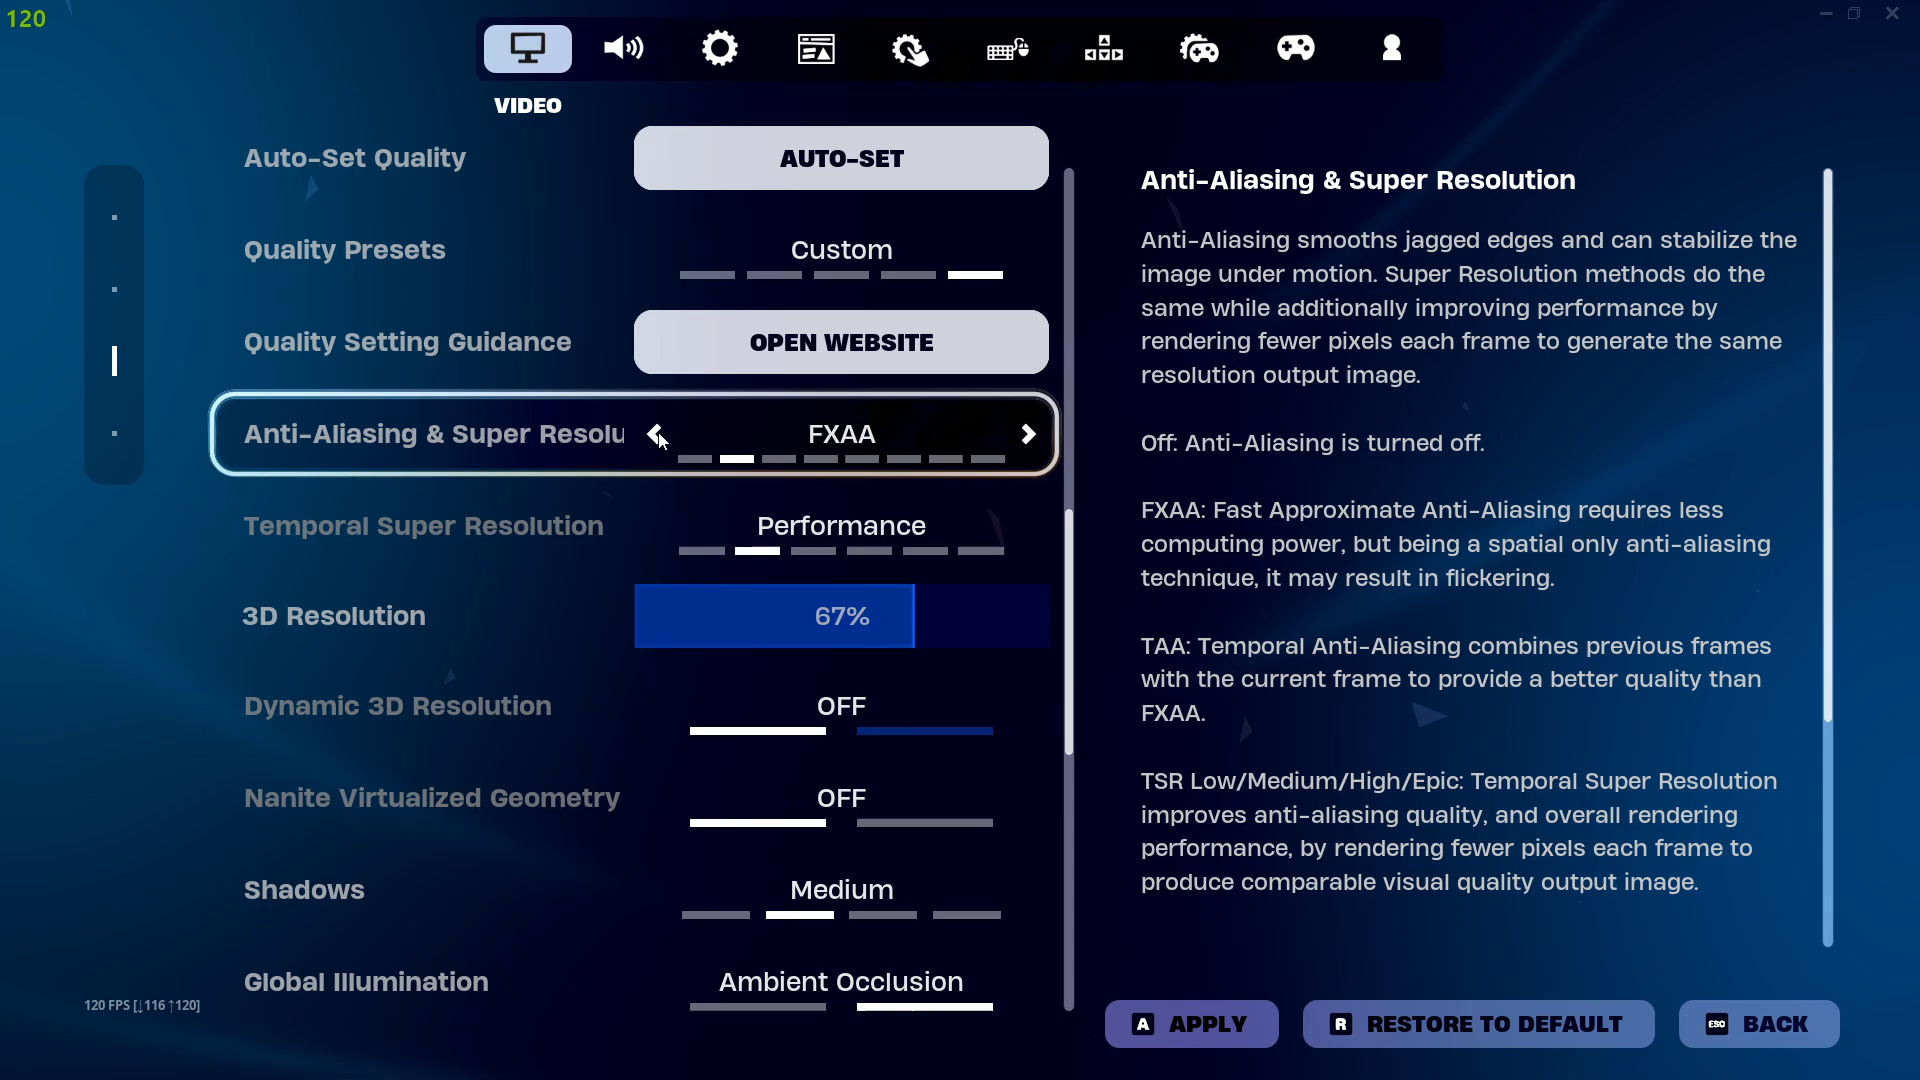 120
VIDEO
Auto-Set Quality
AUTO-SET
Quality Presets
Custom
Quality Setting Guidance
OPEN WEBSITE
Anti-Aliasing & Super Resolu
FXAA
Temporal Super Resolution
Performance
3D Resolution
67%
Dynamic 3D Resolution
OFF
Nanite Virtualized Geometry
OFF
Shadows
Medium
Global Illumination
Ambient Occlusion
Anti-Aliasing & Super Resolution
Anti-Aliasing smooths jagged edges and can stabilize the
image under motion. Super Resolution methods do the
same while additionally improving performance by
rendering fewer pixels each frame to generate the same
resolution output image.
Off: Anti-Aliasing is turned off.
FXAA: Fast Approximate Anti-Aliasing requires less
computing power, but being a spatial only anti-aliasing
technique, it may result in flickering.
TAA: Temporal Anti-Aliasing combines previous frames
with the current frame to provide a better quality than
FXAA.
TSR Low/Medium/High/Epic: Temporal Super Resolution
improves anti-aliasing quality, and overall rendering
performance, by rendering fewer pixels each frame to
produce comparable visual quality output image.
120 FPS [↓116 ↑120]
A APPLY
R RESTORE TO DEFAULT
ESC BACK